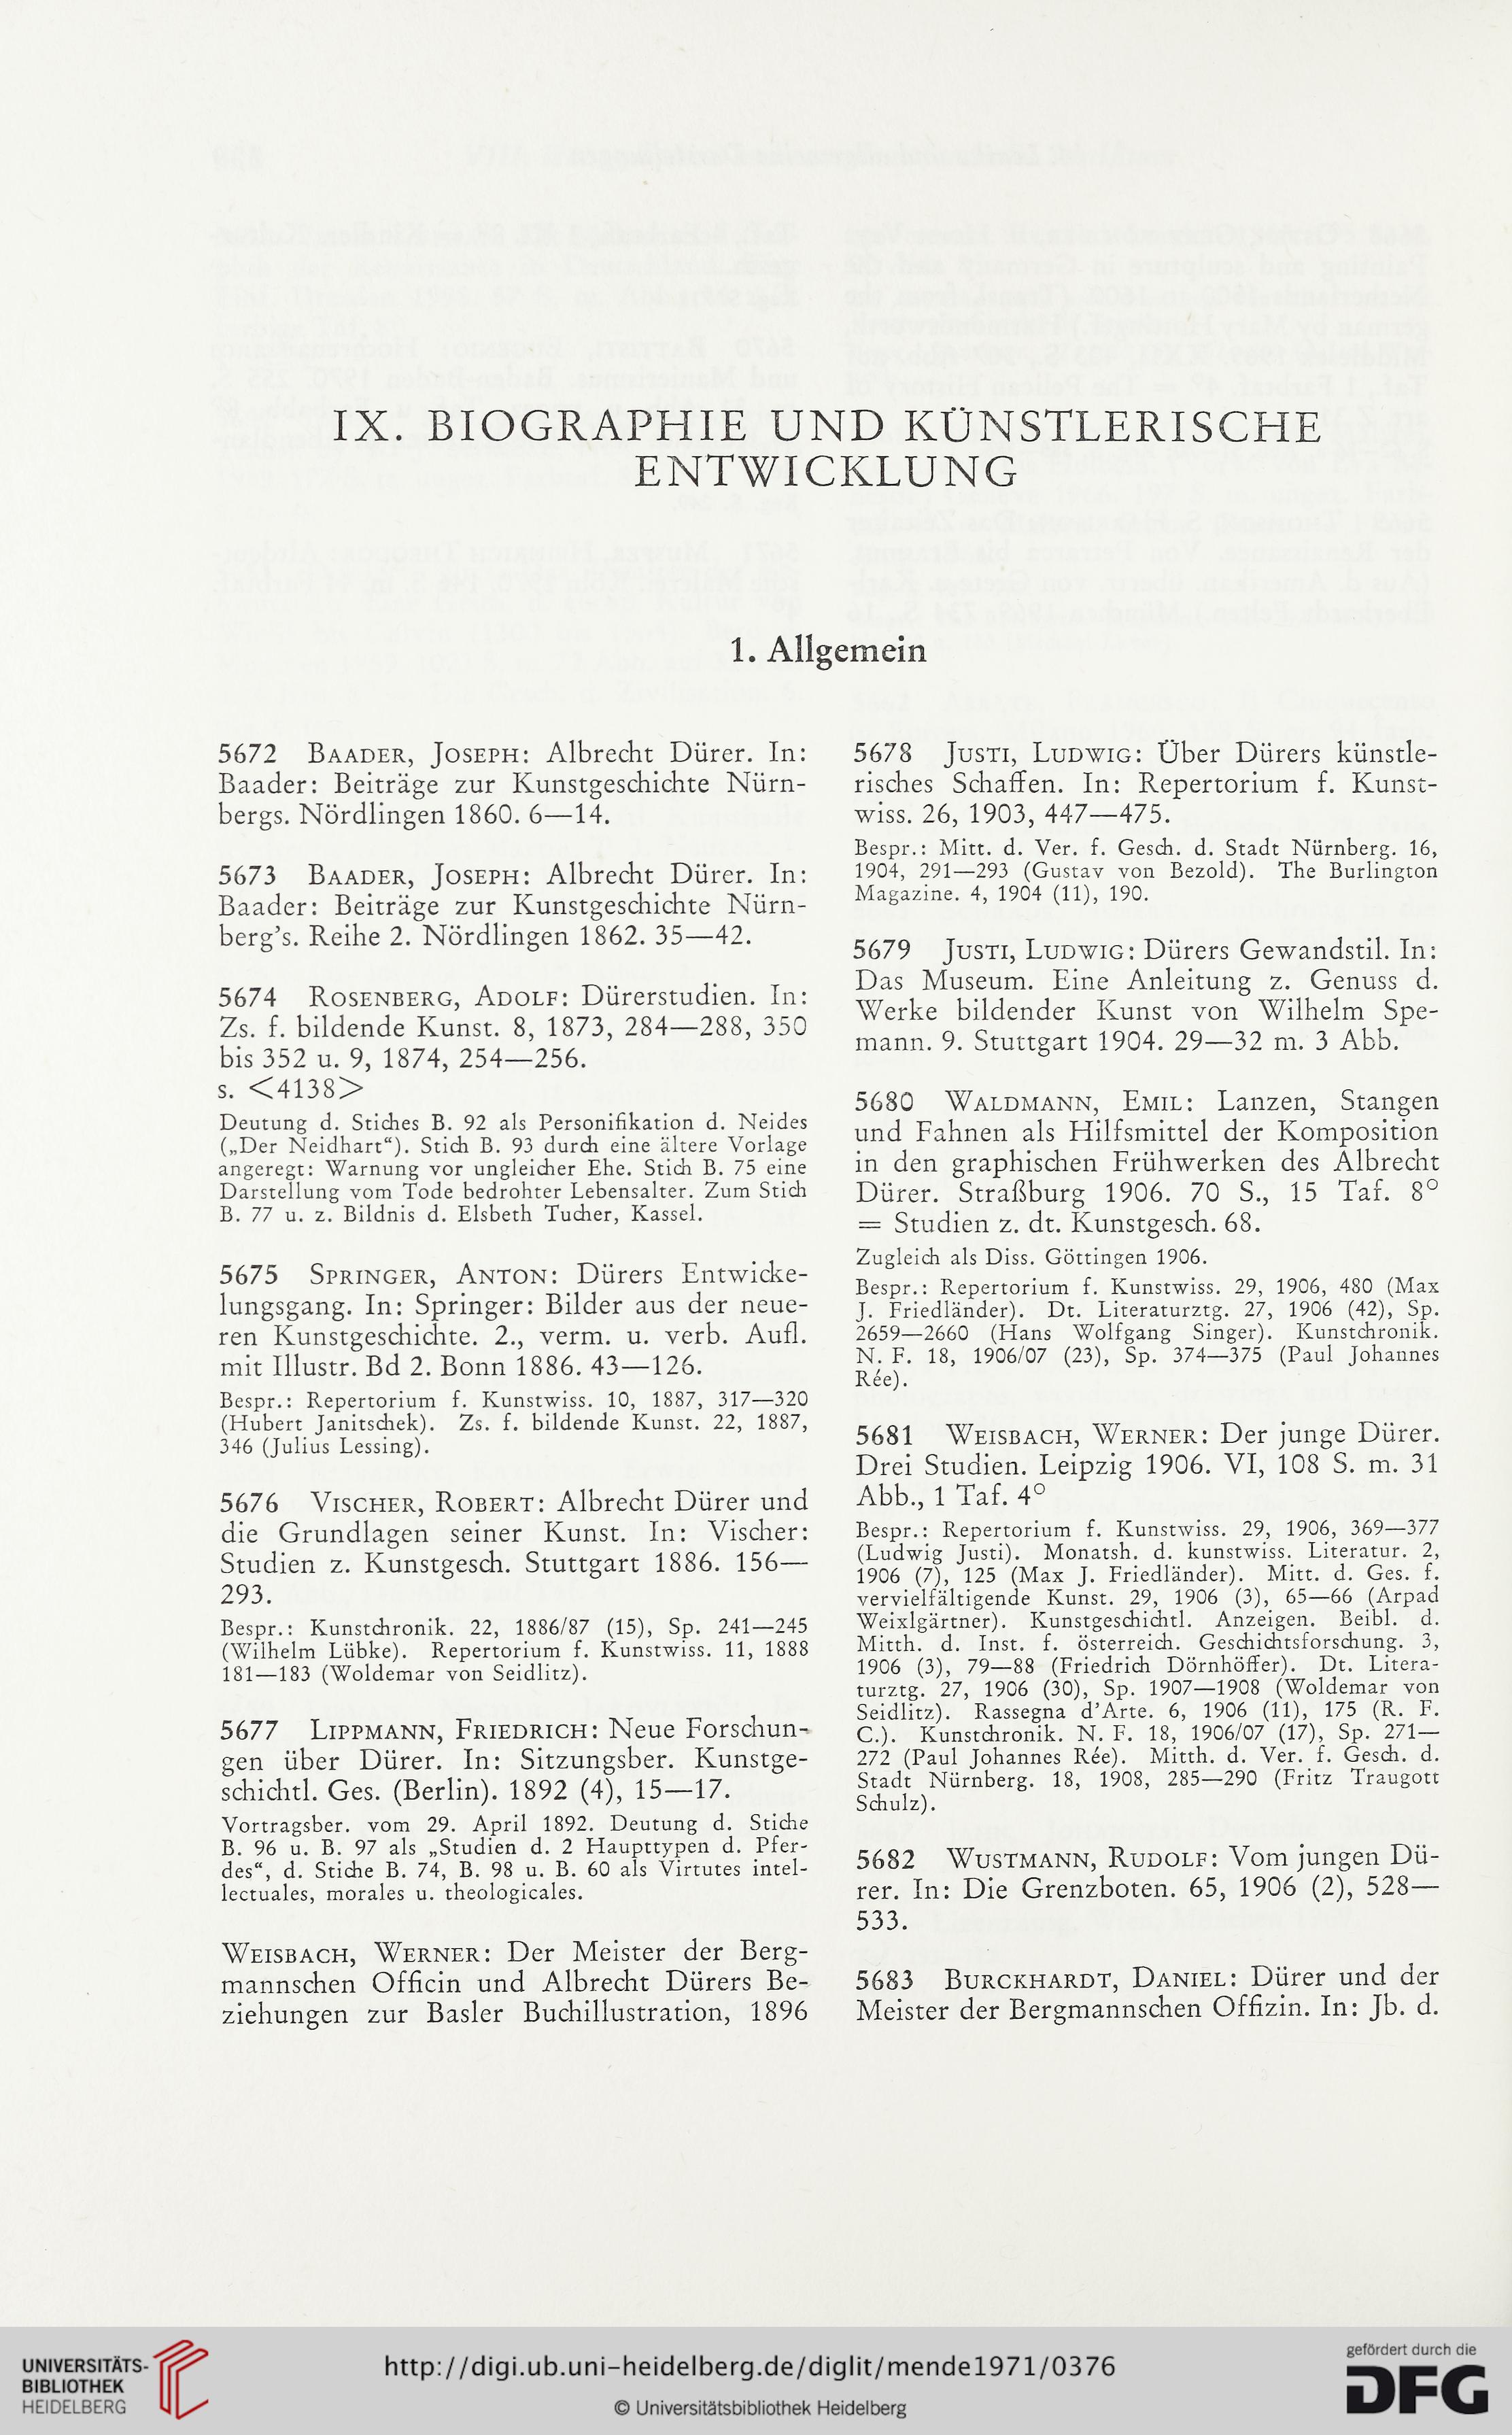 IX. BIOGRAPHIE UND KÜNSTLERISCHE
ENTWICKLUNG
1. Allgemein
5672 Baader, Joseph: Albrecht Dürer. In:
Baader: Beiträge zur Kunstgeschichte Nürn-
bergs. Nördlingen 1860. 6—14.
5673 Baader, Joseph: Albrecht Dürer. In:
Baader: Beiträge zur Kunstgeschichte Nürn-
berg's. Reihe 2. Nördlingen 1862. 35—42.
5674 Rosenberg, Adolf: Dürerstudien. In:
Zs. f. bildende Kunst. 8, 1873, 284—288, 350
bis 352 u. 9, 1874, 254—256.
s. <4138>
Deutung d. Stiches B. 92 als Personifikation d. Neides
(„Der Neidhart“). Stich B. 93 durch eine ältere Vorlage
angeregt: Warnung vor ungleicher Ehe. Stich B. 75 eine
Darstellung vom Tode bedrohter Lebensalter. Zum Stich
B. 77 u. z. Bildnis d. Elsbeth Tucher, Kassel.
5675 Springer, Anton: Dürers Entwicke-
lungsgang. In: Springer: Bilder aus der neue-
ren Kunstgeschichte. 2., verm. u. verb. Aufl.
mit Illustr. Bd 2. Bonn 1886. 43—126.
Bespr.: Repertorium f. Kunstwiss. 10, 1887, 317—320
(Hubert Janitschek). Zs. f. bildende Kunst. 22, 1887,
346 (Julius Lessing).
5676 Vischer, Robert: Albrecht Dürer und
die Grundlagen seiner Kunst. In: Vischer:
Studien z. Kunstgesch. Stuttgart 1886. 156—
293.
Bespr.: Kunstchronik. 22, 1886/87 (15), Sp. 241—245
(Wilhelm Lübke). Repertorium f. Kunstwiss. 11, 1888
181—183 (Woldemar von Seidlitz).
5677 Lippmann, Friedrich: Neue Forschun-
gen über Dürer. In: Sitzungsber. Kunstge-
schichtl. Ges. (Berlin). 1892 (4), 15—17.
Vortragsber. vom 29. April 1892. Deutung d. Stiche
B. 96 u. B. 97 als „Studien d. 2 Haupttypen d. Pfer-
des“, d. Stiche B. 74, B. 98 u. B. 60 als Virtutes intel-
lectuales, morales u. theologicales.
Weisbach, Werner: Der Meister der Berg-
mannschen Officin und Albrecht Dürers Be-
ziehungen zur Basler Buchillustration, 1896
5678 Justi, Ludwig: Über Dürers künstle-
risches Schaffen. In: Repertorium f. Kunst-
wiss. 26, 1903, 447—475.
Bespr.: Mitt. d. Ver. f. Gesch. d. Stadt Nürnberg. 16,
1904, 291—293 (Gustav von Bezold). The Burlington
Magazine. 4, 1904 (11), 190.
5679 Justi, Ludwig: Dürers Gewandstil. In:
Das Museum. Eine Anleitung z. Genuss d.
Werke bildender Kunst von Wilhelm Spe-
mann. 9. Stuttgart 1904. 29—32 m. 3 Abb.
5680 Waldmann, Emil: Lanzen, Stangen
und Fahnen als Hilfsmittel der Komposition
in den graphischen Frühwerken des Albrecht
Dürer. Straßburg 1906. 70 S., 15 Taf. 8°
= Studien z. dt. Kunstgesch. 68.
Zugleich als Diss. Göttingen 1906.
Bespr.: Repertorium f. Kunstwiss. 29, 1906, 480 (Max
J. Friedländer). Dt. Literaturztg. 27, 1906 (42), Sp.
2659—2660 (Hans Wolfgang Singer). Kunstchronik.
N. F. 18, 1906/07 (23), Sp. 374—375 (Paul Johannes
Rée).
5681 Weisbach, Werner: Der junge Dürer.
Drei Studien. Leipzig 1906. VI, 108 S. m. 31
Abb., 1 Taf. 4°
Bespr.: Repertorium f. Kunstwiss. 29, 1906, 369—377
(Ludwig Justi). Monatsh. d. kunstwiss. Literatur. 2,
1906 (7), 125 (Max J. Friedländer). Mitt. d. Ges. f.
vervielfältigende Kunst. 29, 1906 (3), 65—66 (Arpad
Weixlgärtner). Kunstgeschichtl. Anzeigen. Beibl. d.
Mitth. d. Inst. f. österreich. Geschichtsforschung. 3,
1906 (3), 79—88 (Friedrich Dörnhöffer). Dt. Litera-
turztg. 27, 1906 (30), Sp. 1907—1908 (Woldemar von
Seidlitz). Rassegna d'Arte. 6, 1906 (11), 175 (R. F.
C.). Kunstchronik. N. F. 18, 1906/07 (17), Sp. 271—
272 (Paul Johannes Rée). Mitth. d. Ver. f. Gesch. d.
Stadt Nürnberg. 18, 1908, 285—290 (Fritz Traugott
Schulz).
5682 Wustmann, Rudolf: Vom jungen Dü-
rer. In: Die Grenzboten. 65, 1906 (2), 528—
533.
5683 Burckhardt, Daniel: Dürer und der
Meister der Bergmannschen Offizin. In: Jb. d.
UNIVERSITÄTS-
BIBLIOTHEK
HEIDELBERG
http://digi.ub.uni-heidelberg.de/diglit/mende1971/0376
© Universitätsbibliothek Heidelberg
gefördert durch die
DFG